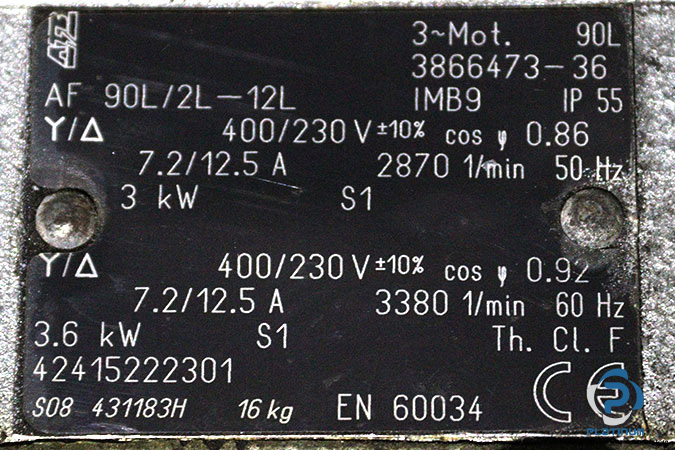 3~Mot. 90L
3866473-36
AF 90L/2L-12L IMB9 IP 55
Y/Δ 400/230 V ±10% cos φ 0.86
7.2/12.5 A 2870 1/min 50 Hz
3 kW S1
Y/Δ 400/230 V ±10% cos φ 0.92
7.2/12.5 A 3380 1/min 60 Hz
3.6 kW S1 Th. Cl. F
42415222301
S08 431183H 16 kg EN 60034 CE
PLATINUM